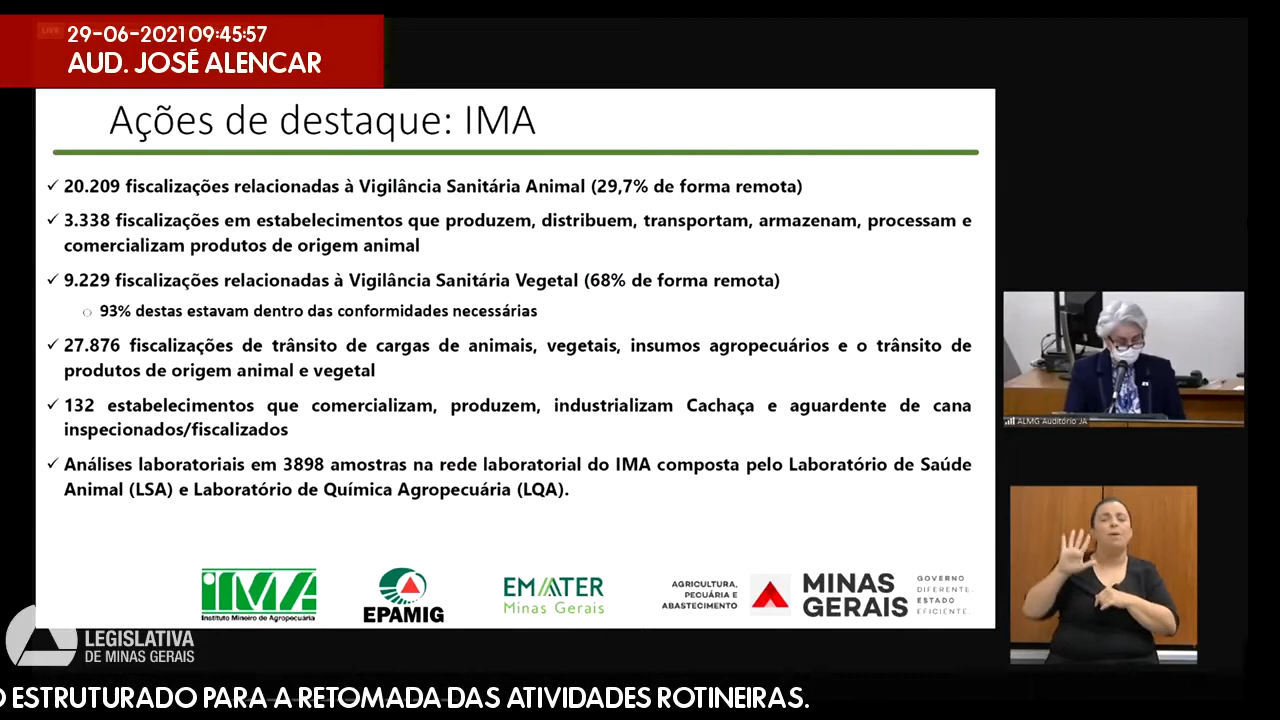 LIVE
29-06-2021 09:45:57
AUD. JOSÉ ALENCAR
Ações de destaque: IMA
✓ 20.209 fiscalizações relacionadas à Vigilância Sanitária Animal (29,7% de forma remota)
✓ 3.338 fiscalizações em estabelecimentos que produzem, distribuem, transportam, armazenam, processam e
comercializam produtos de origem animal
✓ 9.229 fiscalizações relacionadas à Vigilância Sanitária Vegetal (68% de forma remota)
○ 93% destas estavam dentro das conformidades necessárias
✓ 27.876 fiscalizações de trânsito de cargas de animais, vegetais, insumos agropecuários e o trânsito de
produtos de origem animal e vegetal
✓ 132 estabelecimentos que comercializam, produzem, industrializam Cachaça e aguardente de cana
inspecionados/fiscalizados
✓ Análises laboratoriais em 3898 amostras na rede laboratorial do IMA composta pelo Laboratório de Saúde
Animal (LSA) e Laboratório de Química Agropecuária (LQA).
ALMG Auditório JA
iMA
Instituto Mineiro de Agropecuária
EPAMIG
EMATER
Minas Gerais
AGRICULTURA,
PECUÁRIA E
ABASTECIMENTO
MINAS
GERAIS
GOVERNO
DIFERENTE.
ESTADO
EFICIENTE.
LEGISLATIVA
DE MINAS GERAIS
O ESTRUTURADO PARA A RETOMADA DAS ATIVIDADES ROTINEIRAS.